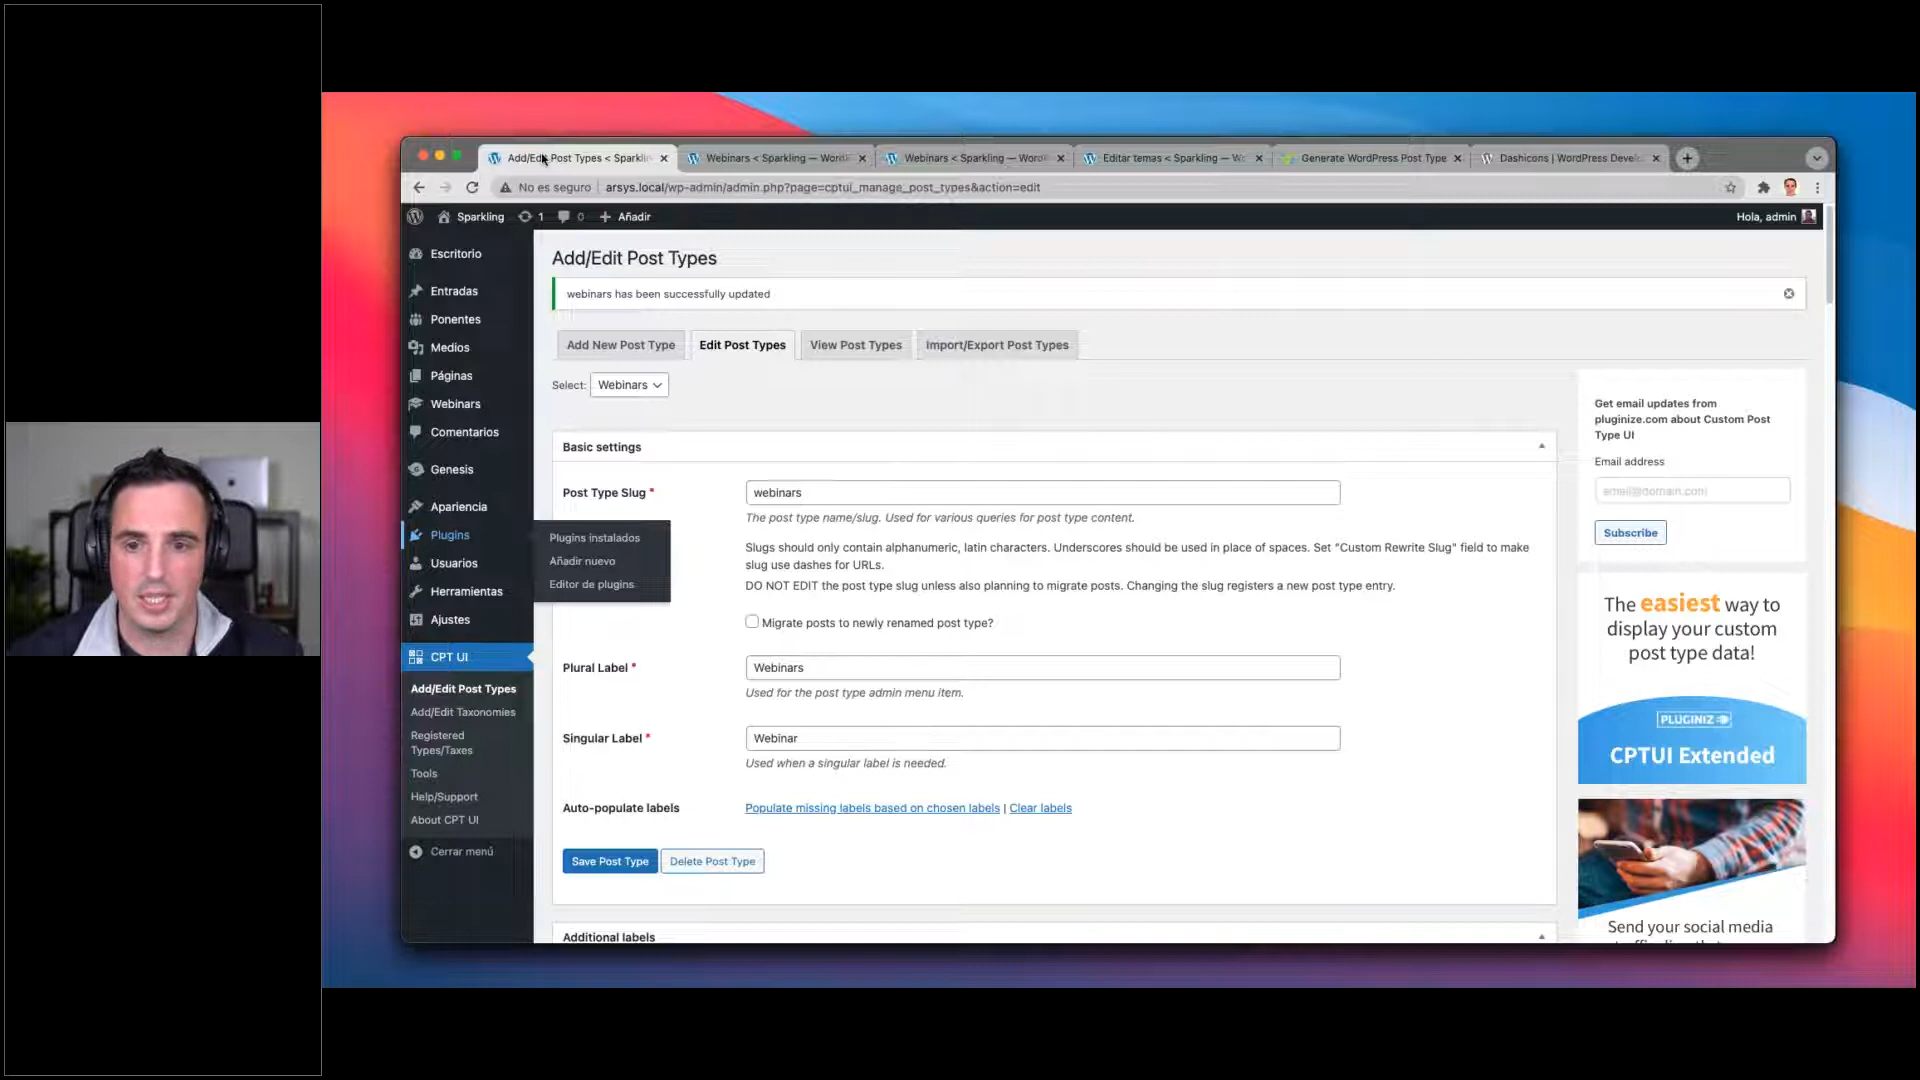 Add/Edit Post Types < Sparklin
Webinars < Sparkling — WordP
Webinars < Sparkling — WordP
Editar temas < Sparkling — Wo
Generate WordPress Post Type
Dashicons | WordPress Develo
No es seguro
arsys.local/wp-admin/admin.php?page=cptui_manage_post_types&action=edit
Sparkling
1
0
Añadir
Hola, admin
Escritorio
Entradas
Ponentes
Medios
Páginas
Webinars
Comentarios
Genesis
Apariencia
Plugins
Usuarios
Herramientas
Ajustes
CPT UI
Add/Edit Post Types
Add/Edit Taxonomies
Registered
Types/Taxes
Tools
Help/Support
About CPT UI
Cerrar menú
Plugins instalados
Añadir nuevo
Editor de plugins
Add/Edit Post Types
webinars has been successfully updated
Add New Post Type
Edit Post Types
View Post Types
Import/Export Post Types
Select:
Webinars
Basic settings
Post Type Slug *
webinars
The post type name/slug. Used for various queries for post type content.
Slugs should only contain alphanumeric, latin characters. Underscores should be used in place of spaces. Set "Custom Rewrite Slug" field to make
slug use dashes for URLs.
DO NOT EDIT the post type slug unless also planning to migrate posts. Changing the slug registers a new post type entry.
Migrate posts to newly renamed post type?
Plural Label *
Webinars
Used for the post type admin menu item.
Singular Label *
Webinar
Used when a singular label is needed.
Auto-populate labels
Populate missing labels based on chosen labels | Clear labels
Save Post Type
Delete Post Type
Additional labels
Get email updates from
pluginize.com about Custom Post
Type UI
Email address
email@domain.com
Subscribe
The easiest way to
display your custom
post type data!
PLUGINIZE
CPTUI Extended
Send your social media